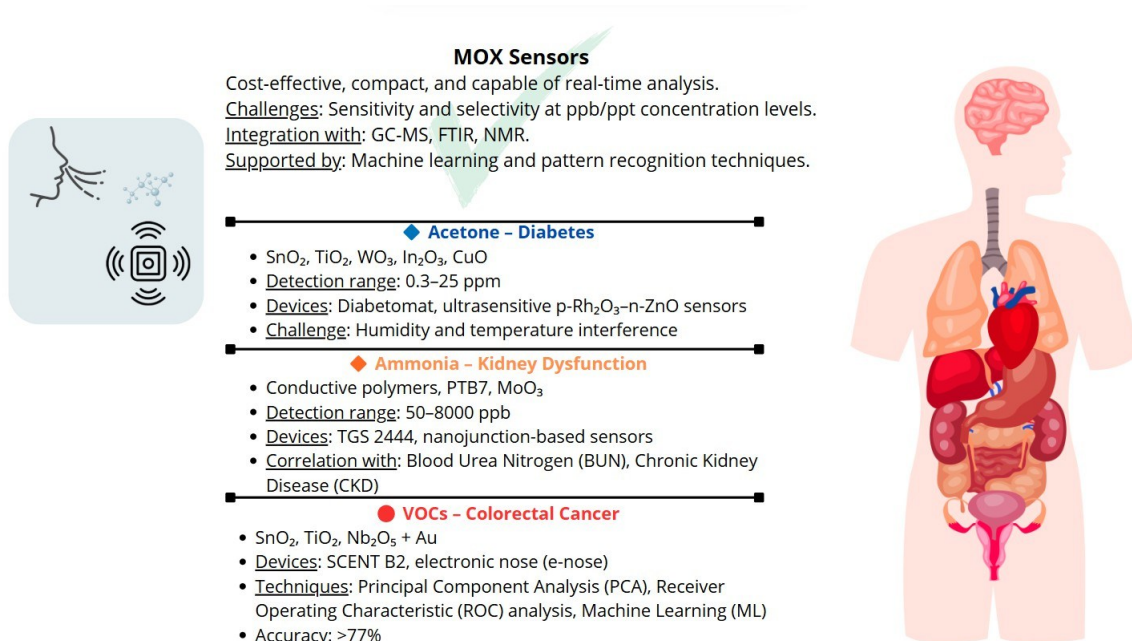 MOX Sensors
Cost-effective, compact, and capable of real-time analysis.
Challenges: Sensitivity and selectivity at ppb/ppt concentration levels.
Integration with: GC-MS, FTIR, NMR.
Supported by: Machine learning and pattern recognition techniques.
Acetone – Diabetes
• SnO₂, TiO₂, WO₃, In₂O₃, CuO
• Detection range: 0.3–25 ppm
• Devices: Diabetomat, ultrasensitive p-Rh₂O₃–n-ZnO sensors
• Challenge: Humidity and temperature interference
Ammonia – Kidney Dysfunction
• Conductive polymers, PTB7, MoO₃
• Detection range: 50–8000 ppb
• Devices: TGS 2444, nanojunction-based sensors
• Correlation with: Blood Urea Nitrogen (BUN), Chronic Kidney
Disease (CKD)
VOCs – Colorectal Cancer
• SnO₂, TiO₂, Nb₂O₅ + Au
• Devices: SCENT B2, electronic nose (e-nose)
• Techniques: Principal Component Analysis (PCA), Receiver
Operating Characteristic (ROC) analysis, Machine Learning (ML)
• Accuracy: >77%